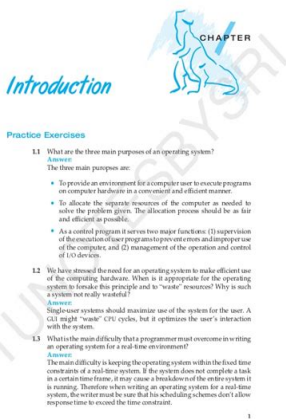 CHAPTER
Introduction
Practice Exercises
1.1 What are the three main purposes of an operating system?
Answer:
The three main puropses are:
• To provide an environment for a computer user to execute programs
on computer hardware in a convenient and efficient manner.
• To allocate the separate resources of the computer as needed to
solve the problem given. The allocation process should be as fair
and efficient as possible.
• As a control program it serves two major functions: (1) supervision
of the execution of user programs to prevent errors and improper use
of the computer, and (2) management of the operation and control
of I/O devices.
1.2 We have stressed the need for an operating system to make efficient use
of the computing hardware. When is it appropriate for the operating
system to forsake this principle and to “waste” resources? Why is such
a system not really wasteful?
Answer:
Single-user systems should maximize use of the system for the user. A
GUI might “waste” CPU cycles, but it optimizes the user’s interaction
with the system.
1.3 What is the main difficulty that a programmer must overcome in writing
an operating system for a real-time environment?
Answer:
The main difficulty is keeping the operating system within the fixed time
constraints of a real-time system. If the system does not complete a task
in a certain time frame, it may cause a breakdown of the entire system it
is running. Therefore when writing an operating system for a real-time
system, the writer must be sure that his scheduling schemes don’t allow
response time to exceed the time constraint.
1